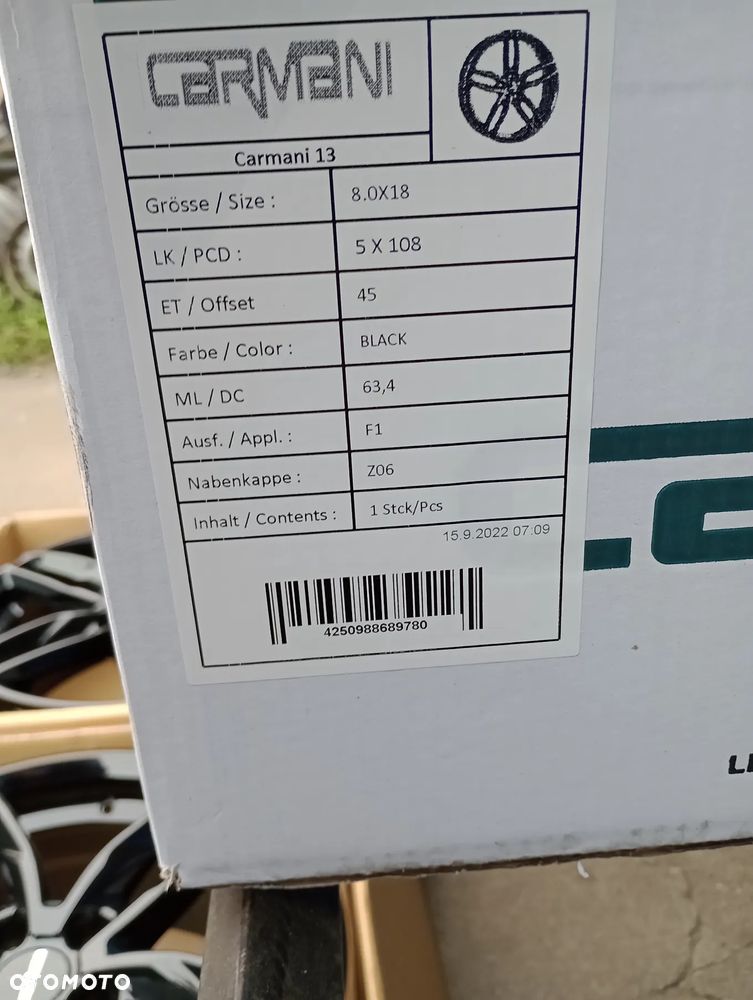 CARMANI
Carmani 13
Grösse / Size : 8.0X18
LK / PCD : 5 X 108
ET / Offset 45
Farbe / Color : BLACK
ML / DC 63,4
Ausf. / Appl. : F1
Nabenkappe : Z06
Inhalt / Contents : 1 Stck/Pcs
15.9.2022 07:09
4250988689780
OTOMOTO